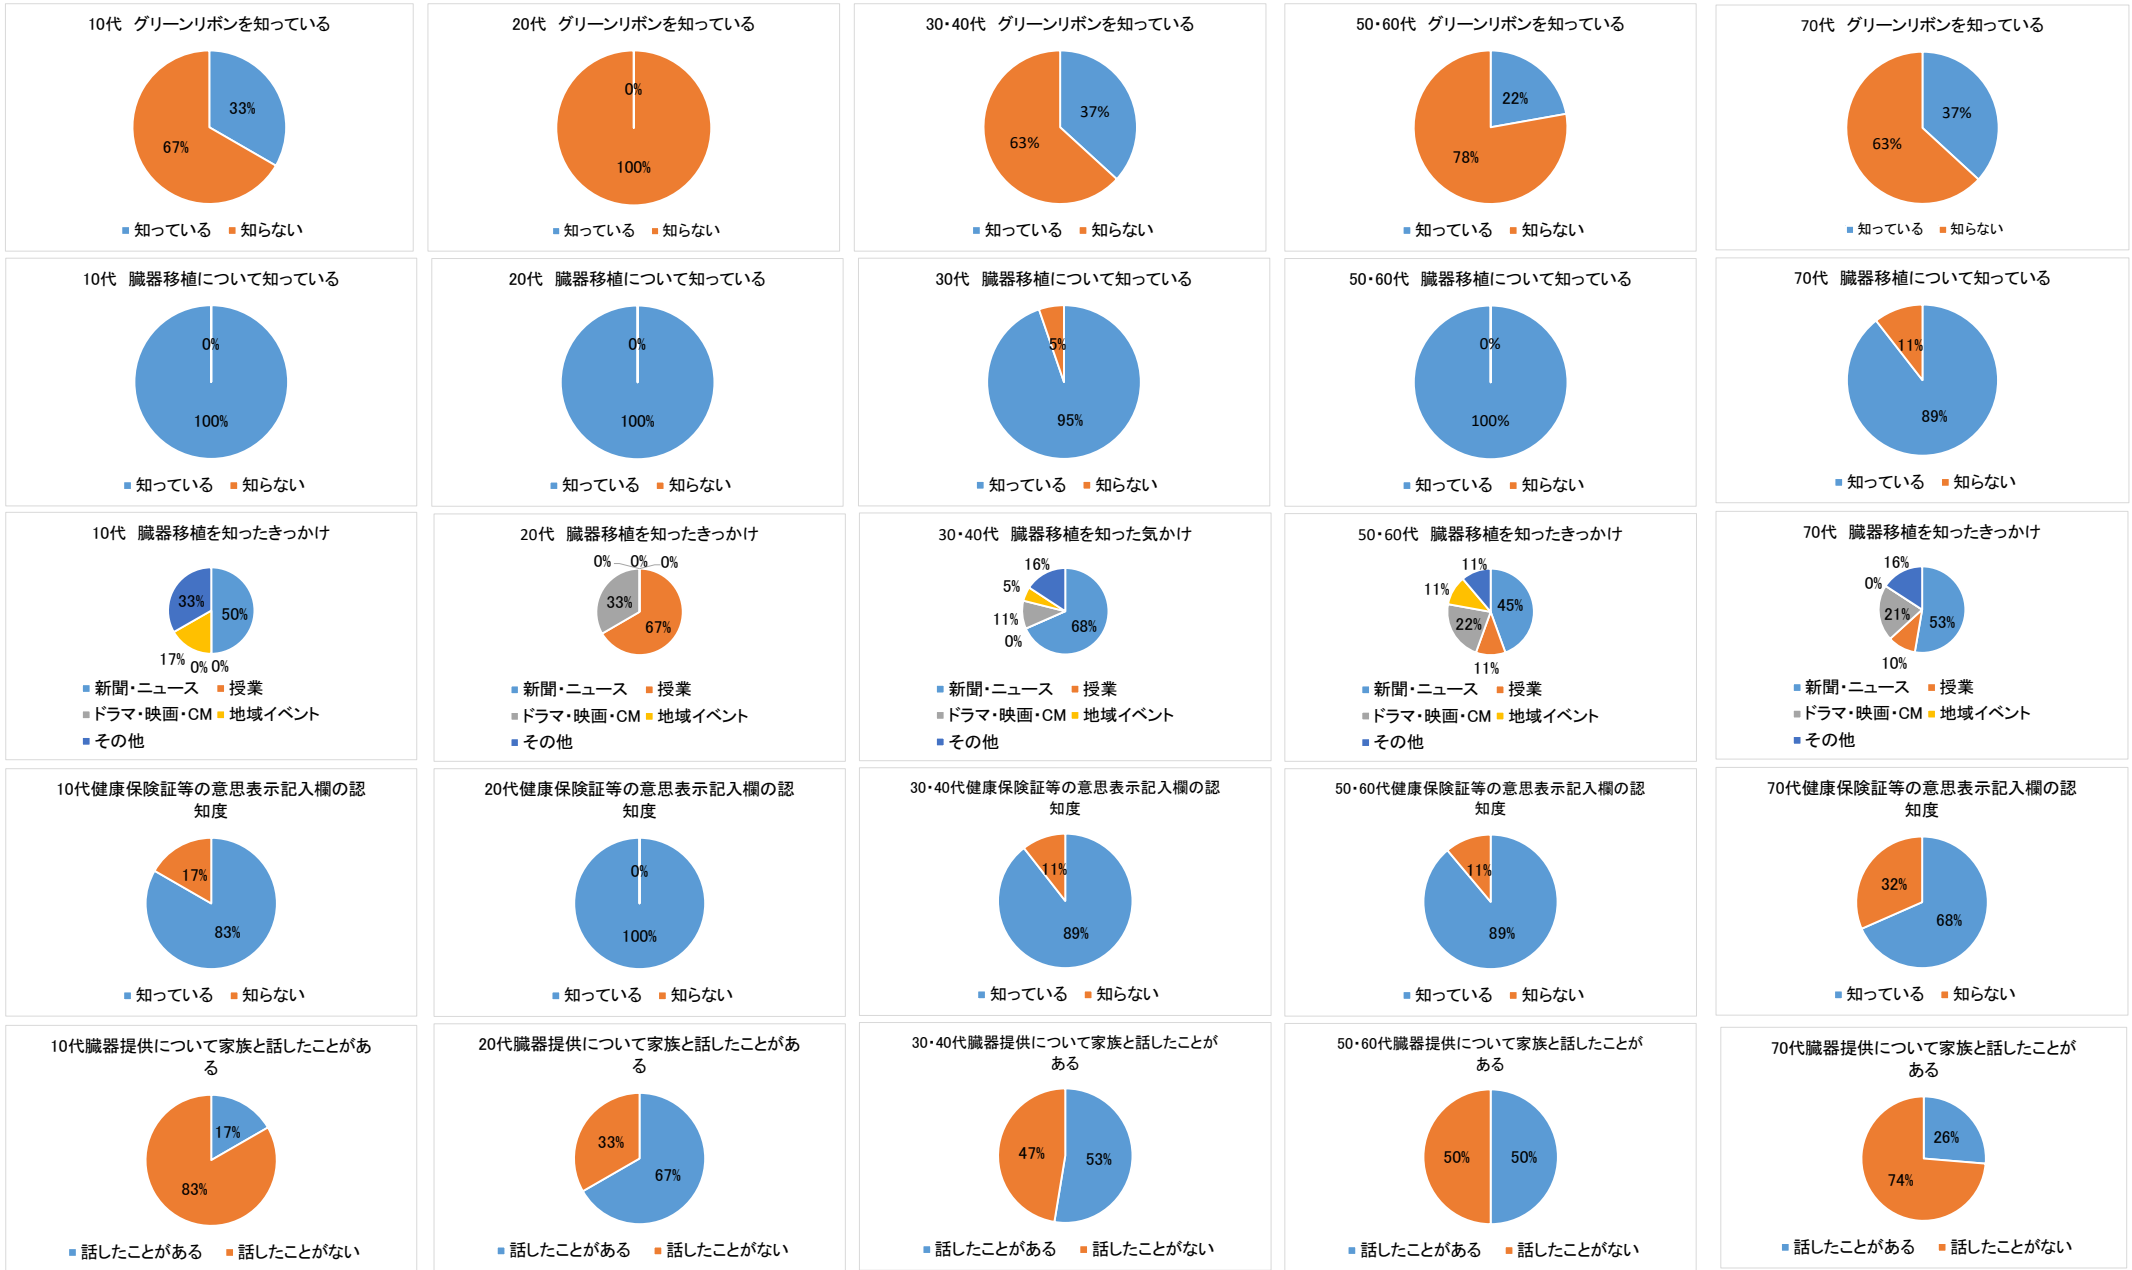 10代 グリーンリボンを知っている
33%
67%
知っている 知らない
20代 グリーンリボンを知っている
0%
100%
知っている 知らない
30・40代 グリーンリボンを知っている
37%
63%
知っている 知らない
50・60代 グリーンリボンを知っている
22%
78%
知っている 知らない
70代 グリーンリボンを知っている
37%
63%
知っている 知らない
10代 臓器移植について知っている
0%
100%
知っている 知らない
20代 臓器移植について知っている
0%
100%
知っている 知らない
30代 臓器移植について知っている
5%
95%
知っている 知らない
50・60代 臓器移植について知っている
0%
100%
知っている 知らない
70代 臓器移植について知っている
11%
89%
知っている 知らない
10代 臓器移植を知ったきっかけ
33%
50%
17%
0%
0%
新聞・ニュース 授業
ドラマ・映画・CM 地域イベント
その他
20代 臓器移植を知ったきっかけ
0%
0%
0%
33%
67%
新聞・ニュース 授業
ドラマ・映画・CM 地域イベント
その他
30・40代 臓器移植を知った気かけ
16%
5%
11%
0%
68%
新聞・ニュース 授業
ドラマ・映画・CM 地域イベント
その他
50・60代 臓器移植を知ったきっかけ
11%
11%
45%
22%
11%
新聞・ニュース 授業
ドラマ・映画・CM 地域イベント
その他
70代 臓器移植を知ったきっかけ
16%
0%
21%
53%
10%
新聞・ニュース 授業
ドラマ・映画・CM 地域イベント
その他
10代健康保険証等の意思表示記入欄の認
知度
17%
83%
知っている 知らない
20代健康保険証等の意思表示記入欄の認
知度
0%
100%
知っている 知らない
30・40代健康保険証等の意思表示記入欄の認
知度
11%
89%
知っている 知らない
50・60代健康保険証等の意思表示記入欄の認
知度
11%
89%
知っている 知らない
70代健康保険証等の意思表示記入欄の認
知度
32%
68%
知っている 知らない
10代臓器提供について家族と話したことがあ
る
17%
83%
話したことがある 話したことがない
20代臓器提供について家族と話したことがあ
る
33%
67%
話したことがある 話したことがない
30・40代臓器提供について家族と話したことが
ある
47%
53%
話したことがある 話したことがない
50・60代臓器提供について家族と話したことが
ある
50%
50%
話したことがある 話したことがない
70代臓器提供について家族と話したことが
ある
26%
74%
話したことがある 話したことがない